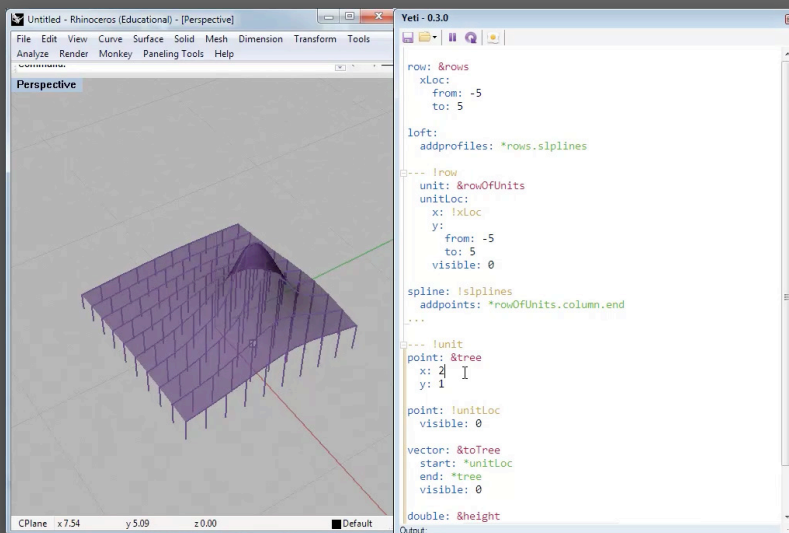 Untitled - Rhinoceros (Educational) - [Perspective]
File Edit View Curve Surface Solid Mesh Dimension Transform Tools
Analyze Render Monkey Paneling Tools Help
Command:
Perspective
CPlane x 7.54 y 5.09 z 0.00 Default
Yeti - 0.3.0
row: &rows
xLoc:
from: -5
to: 5
loft:
addprofiles: *rows.slplines
--- !row
unit: &rowOfUnits
unitLoc:
x: !xLoc
y:
from: -5
to: 5
visible: 0
spline: !slplines
addpoints: *rowOfUnits.column.end
...
--- !unit
point: &tree
x: 2
y: 1
point: !unitLoc
visible: 0
vector: &toTree
start: *unitLoc
end: *tree
visible: 0
double: &height
Output: